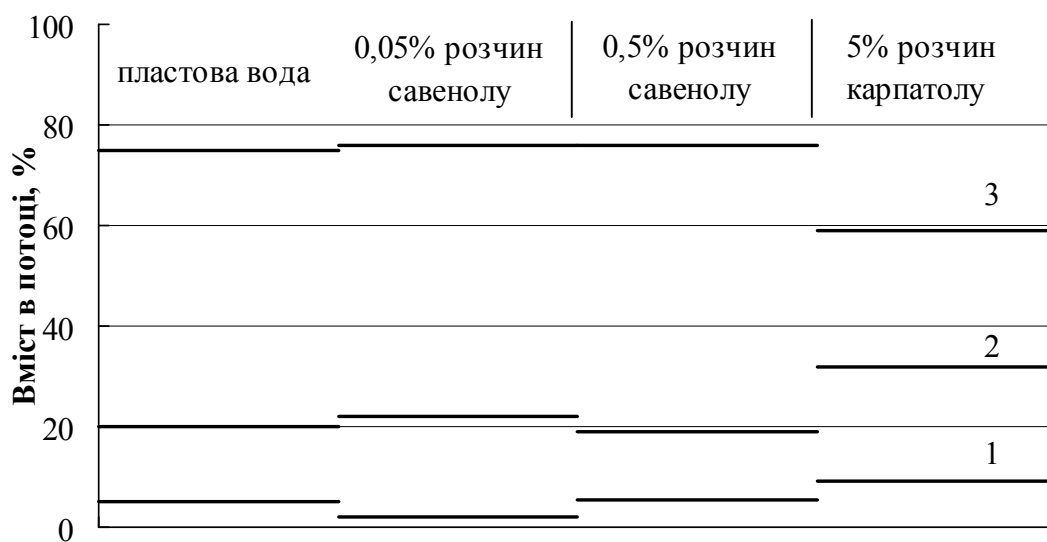 Вміст в потоці, %
100
80
60
40
20
0
пластова вода
0,05% розчин
савенолу
0,5% розчин
савенолу
5% розчин
карпатолу
3
2
1